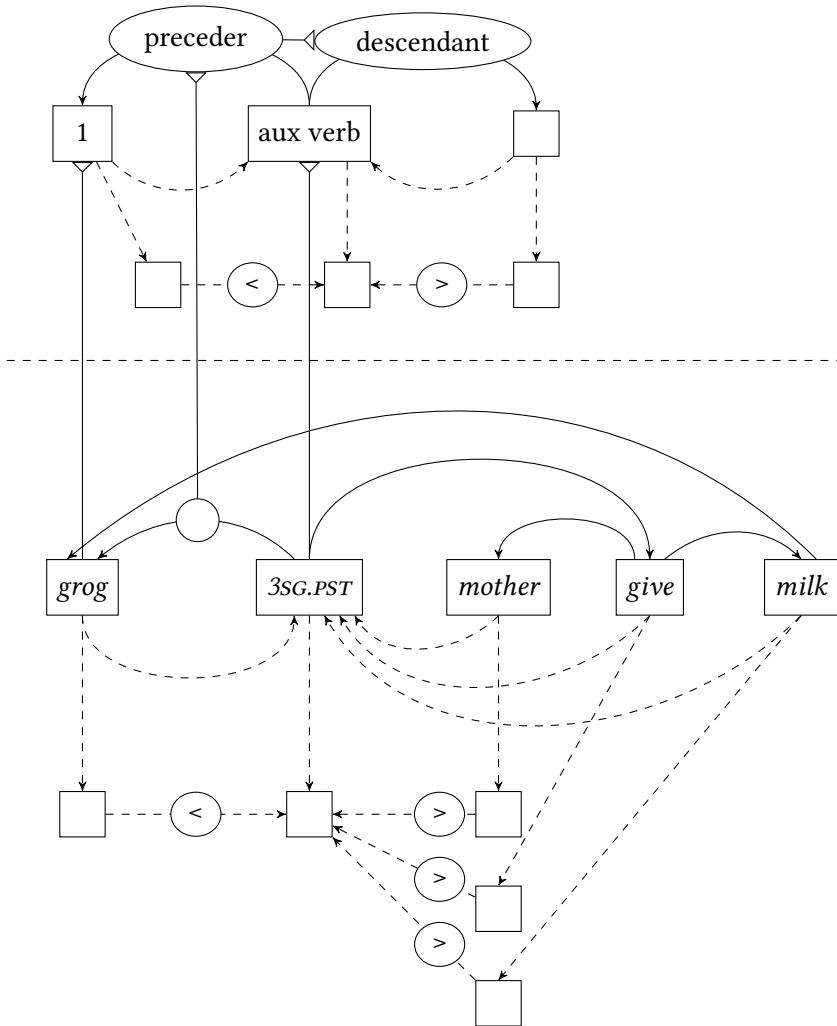 preceder descendant
1 aux verb
< >
grog 3SG.PST mother give milk
< >
>
>